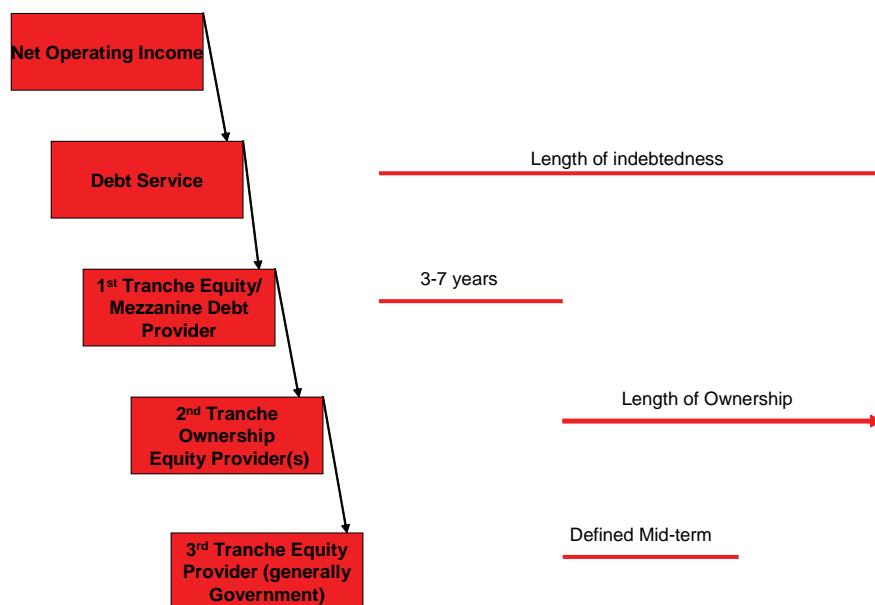 Net Operating Income
Debt Service
Length of indebtedness
1st Tranche Equity/
Mezzanine Debt
Provider
3-7 years
2nd Tranche
Ownership
Equity Provider(s)
Length of Ownership
3rd Tranche Equity
Provider (generally
Government)
Defined Mid-term